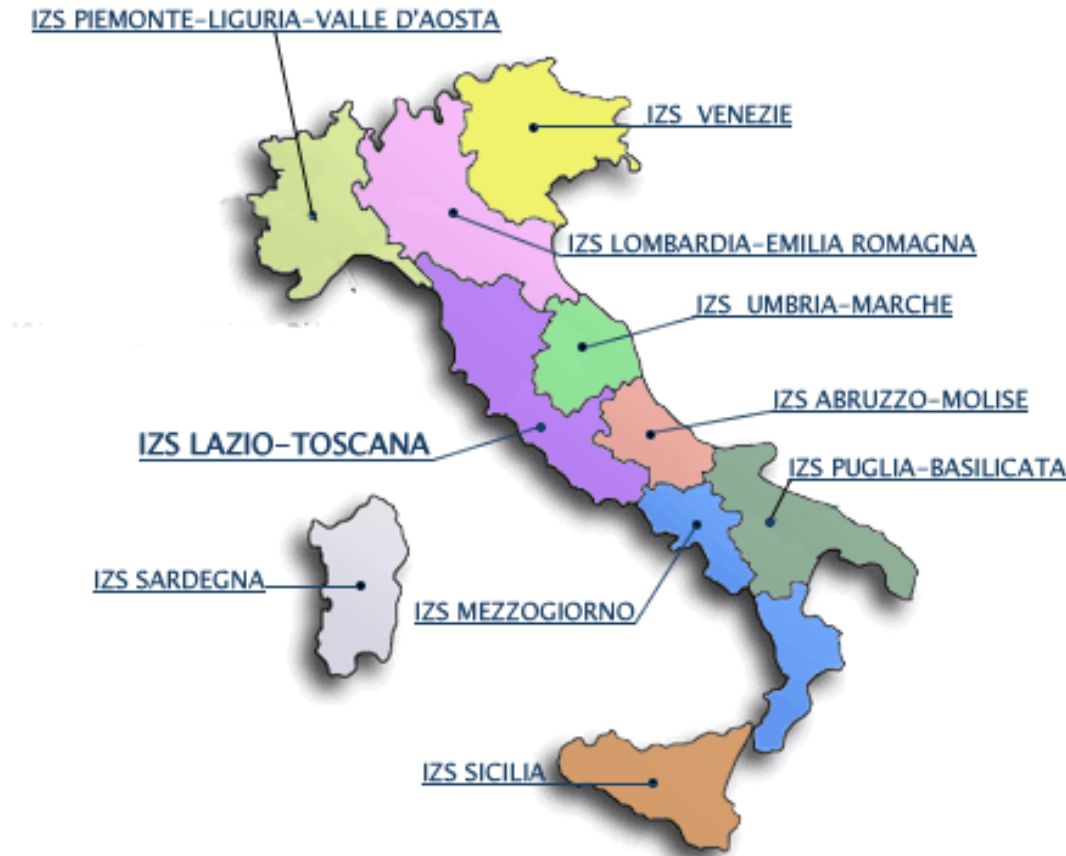 IZS PIEMONTE-LIGURIA-VALLE D'AOSTA
IZS VENEZIE
IZS LOMBARDIA-EMILIA ROMAGNA
IZS UMBRIA-MARCHE
IZS ABRUZZO-MOLISE
IZS LAZIO-TOSCANA
IZS PUGLIA-BASILICATA
IZS SARDEGNA
IZS MEZZOGIORNO
IZS SICILIA